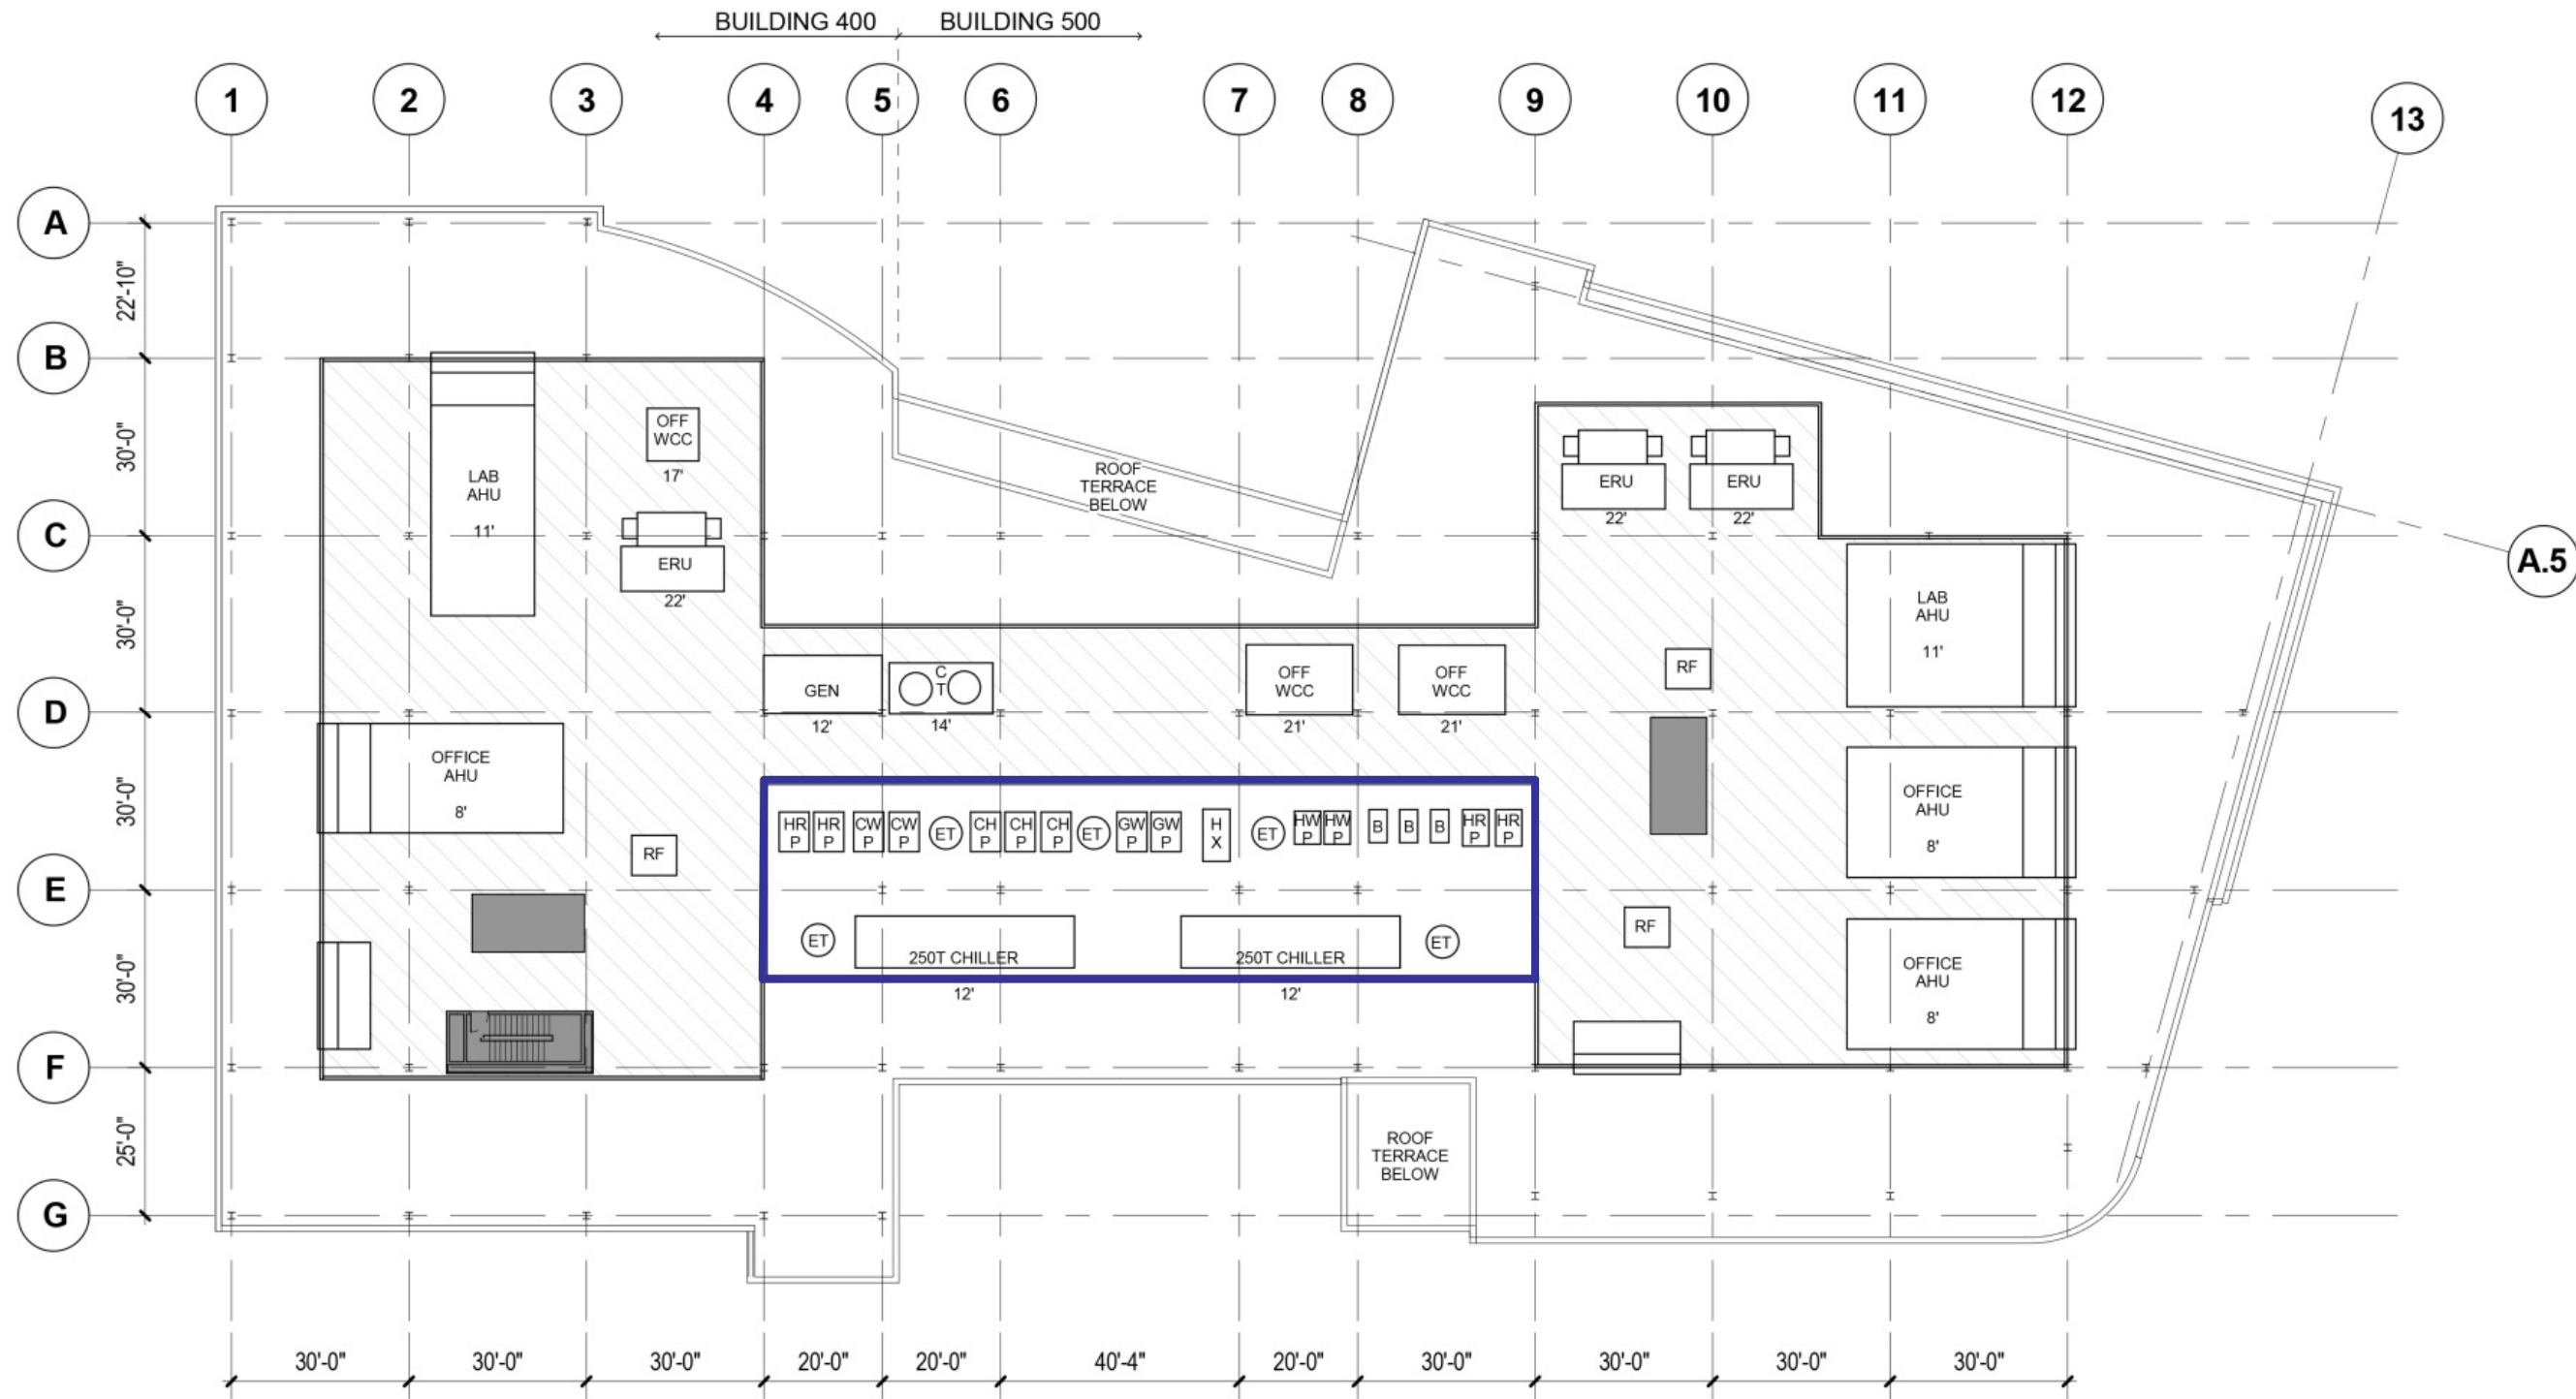 BUILDING 400 BUILDING 500
1 2 3 4 5 6 7 8 9 10 11 12 13
A
22'-10"
B
30'-0"
C
30'-0"
D
30'-0"
E
30'-0"
F
25'-0"
G
A.5
LAB
AHU
11'
OFF
WCC
17'
ERU
22'
ROOF
TERRACE
BELOW
ERU
22'
ERU
22'
LAB
AHU
11'
GEN
12'
C
T
14'
OFF
WCC
21'
OFF
WCC
21'
RF
OFFICE
AHU
8'
RF
OFFICE
AHU
8'
HR
P
HR
P
CW
P
CW
P
ET
CH
P
CH
P
CH
P
ET
GW
P
GW
P
H
X
ET
HW
P
HW
P
B
B
B
HR
P
HR
P
ET
250T CHILLER
12'
250T CHILLER
12'
ET
RF
OFFICE
AHU
8'
ROOF
TERRACE
BELOW
30'-0" 30'-0" 30'-0" 20'-0" 20'-0" 40'-4" 20'-0" 30'-0" 30'-0" 30'-0" 30'-0"